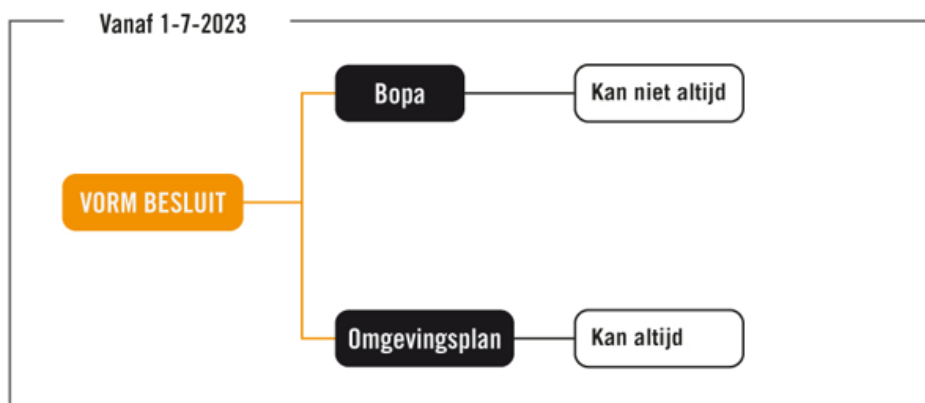 Vanaf 1-7-2023
Bopa
Kan niet altijd
VORM BESLUIT
Omgevingsplan
Kan altijd